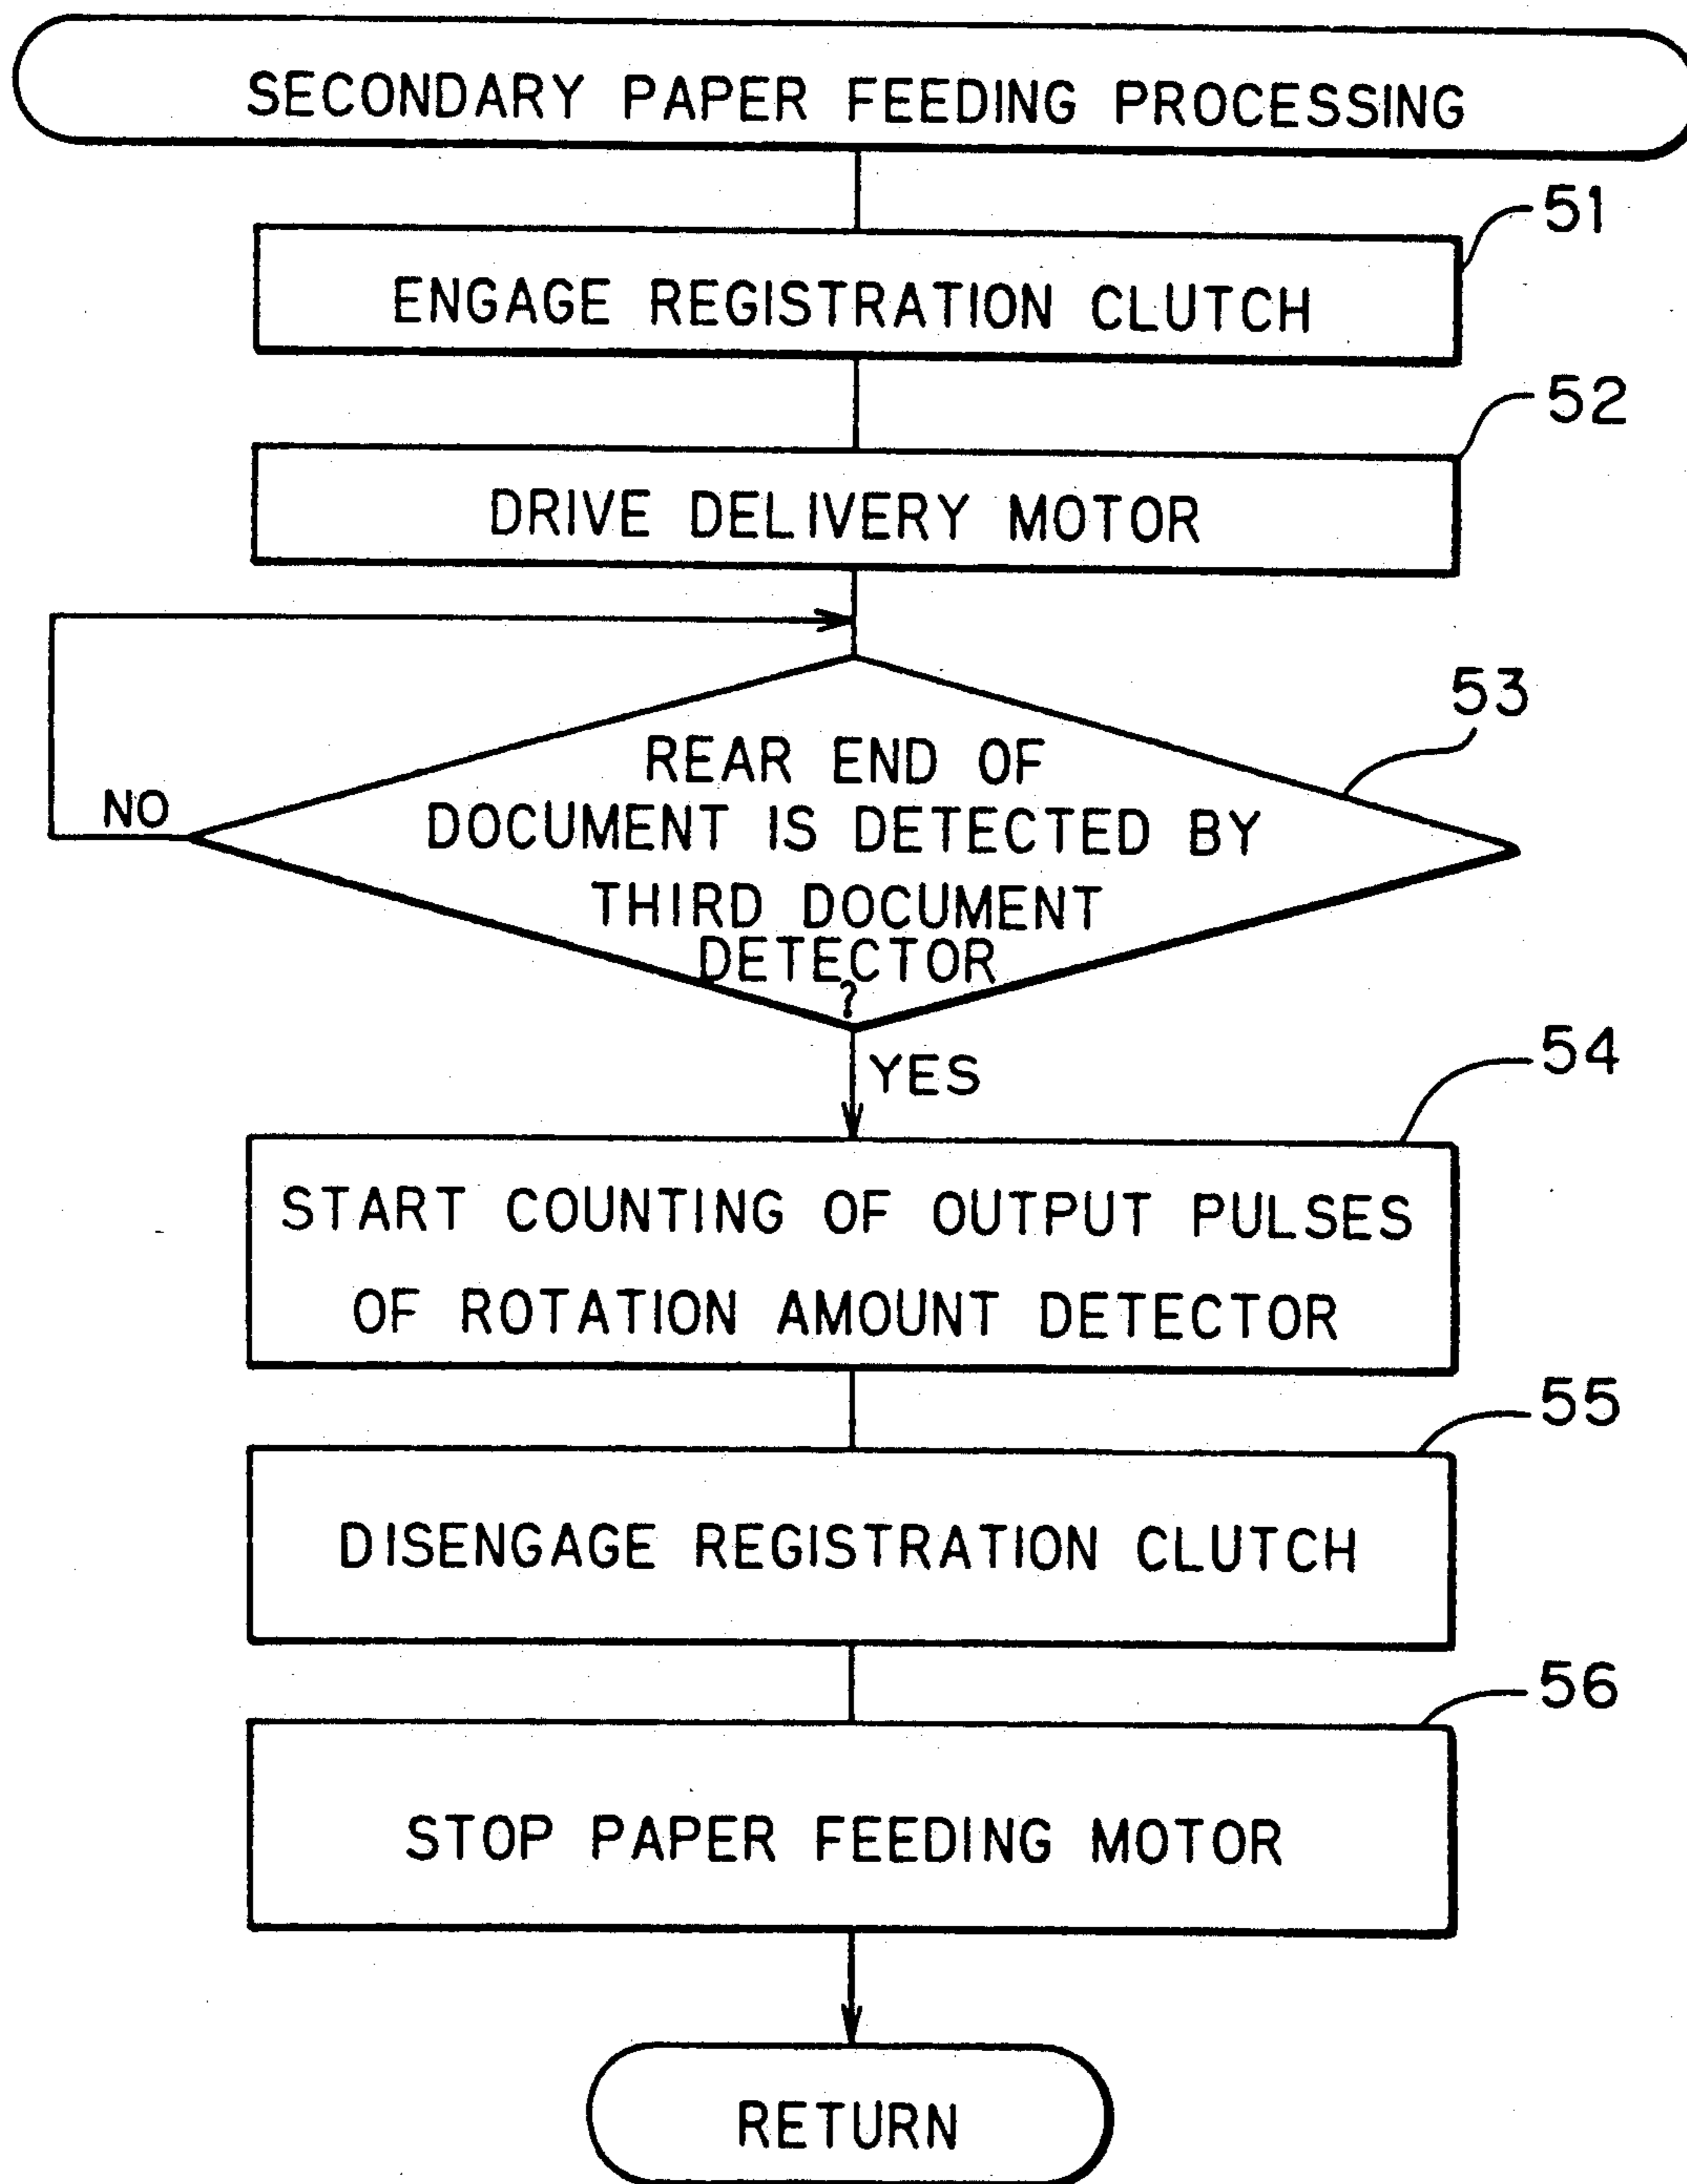 SECONDARY PAPER FEEDING PROCESSING
51
ENGAGE REGISTRATION CLUTCH
52
DRIVE DELIVERY MOTOR
53
REAR END OF
DOCUMENT IS DETECTED BY
THIRD DOCUMENT
DETECTOR
?
NO
YES
54
START COUNTING OF OUTPUT PULSES
OF ROTATION AMOUNT DETECTOR
55
DISENGAGE REGISTRATION CLUTCH
56
STOP PAPER FEEDING MOTOR
RETURN